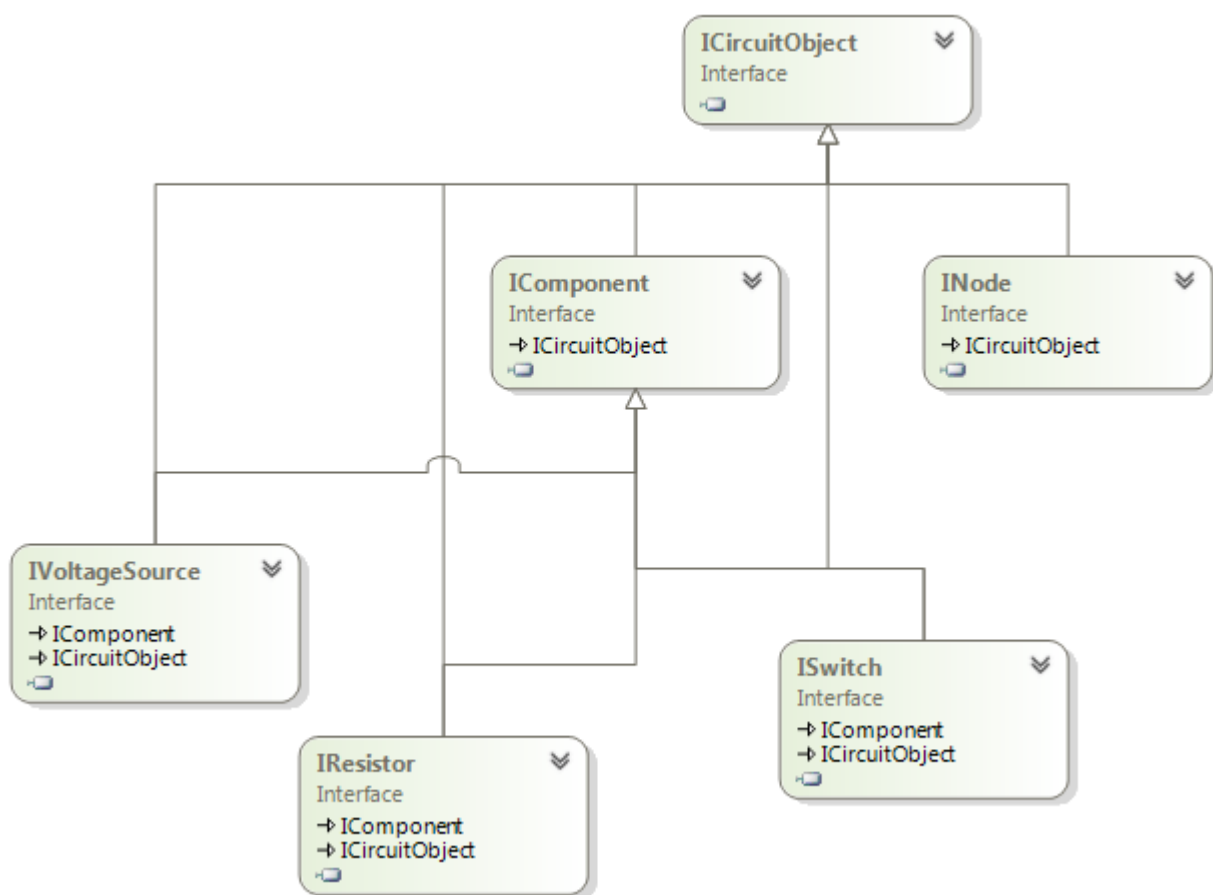 ICircuitObject
Interface
IComponent
Interface
ICircuitObject
INode
Interface
ICircuitObject
IVoltageSource
Interface
IComponent
ICircuitObject
ISwitch
Interface
IComponent
ICircuitObject
IResistor
Interface
IComponent
ICircuitObject